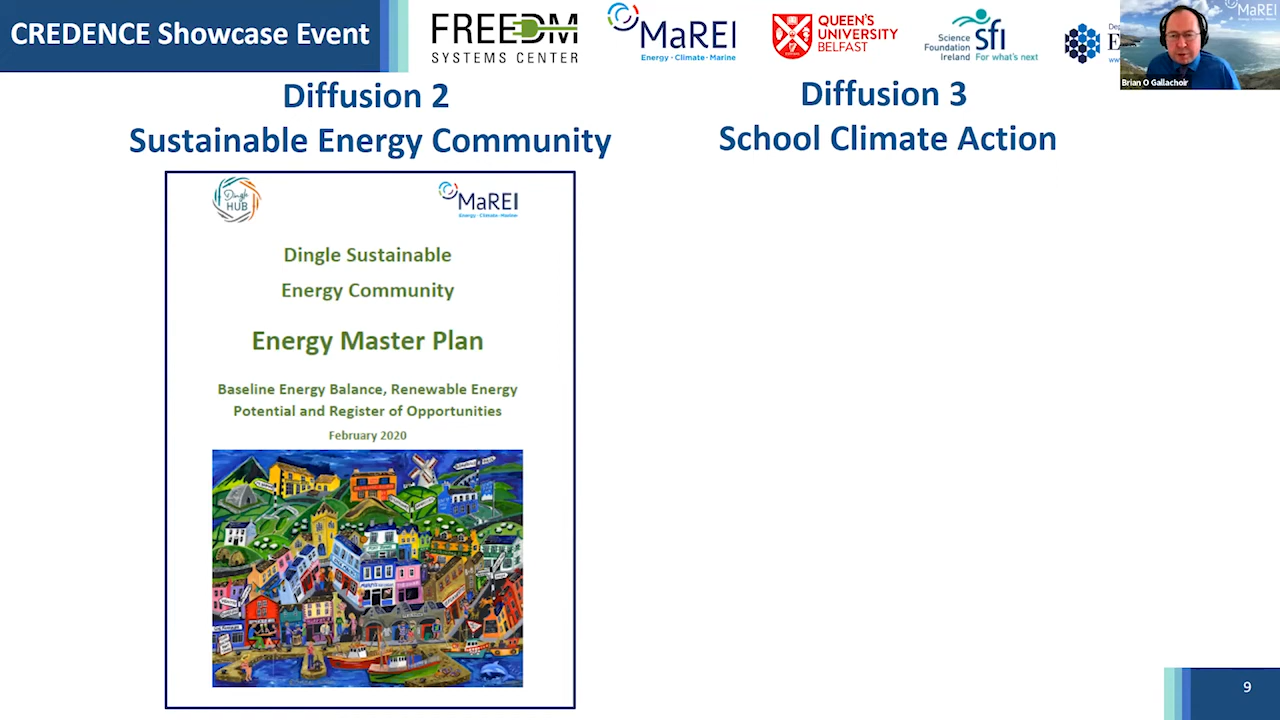 CREDENCE Showcase Event
FREEDM
SYSTEMS CENTER
MaREI
Energy · Climate · Marine
QUEEN'S
UNIVERSITY
BELFAST
Science
Foundation
Ireland
sfi
For what's next
De
E
ww
MaREI
Brian O Gallachoir
Diffusion 2
Sustainable Energy Community
Diffusion 3
School Climate Action
Dingle
HUB
MaREI
Energy · Climate · Marine
Dingle Sustainable
Energy Community
Energy Master Plan
Baseline Energy Balance, Renewable Energy
Potential and Register of Opportunities
February 2020
9